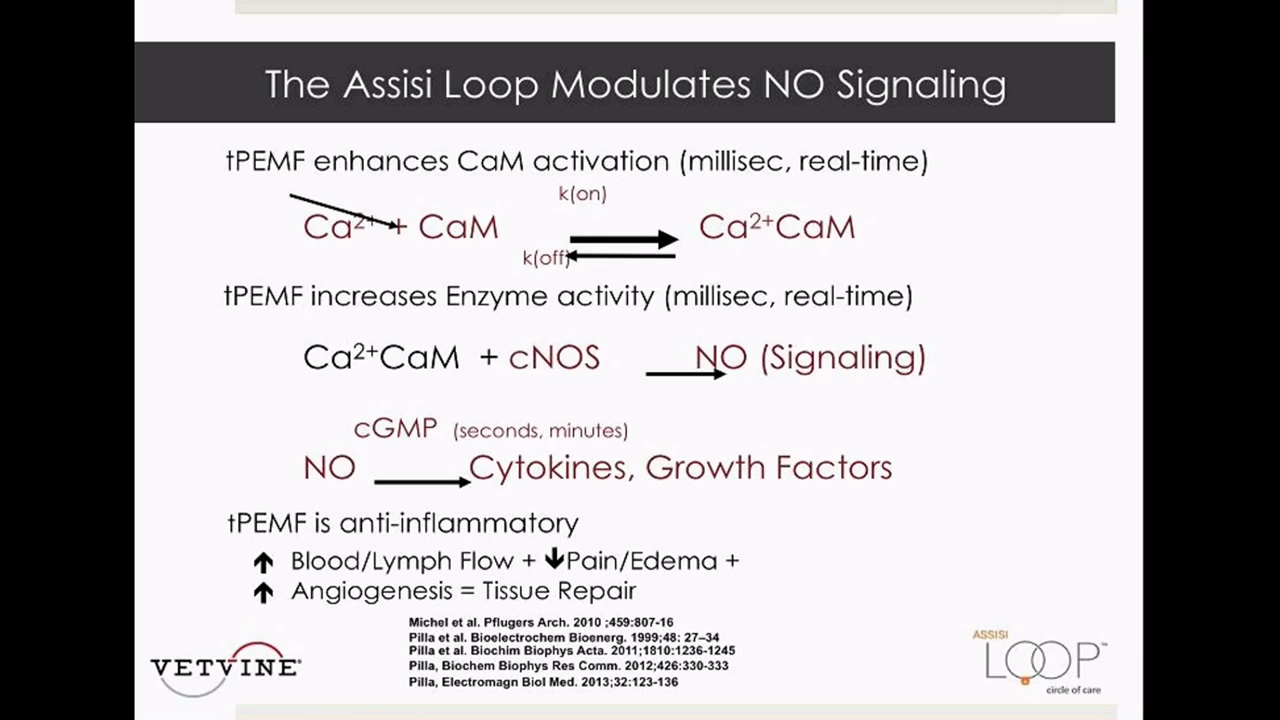 The Assisi Loop Modulates NO Signaling
tPEMF enhances CaM activation (millisec, real-time)
k(on)
Ca²⁺ + CaM Ca²⁺CaM
k(off)
tPEMF increases Enzyme activity (millisec, real-time)
Ca²⁺CaM + cNOS NO (Signaling)
cGMP (seconds, minutes)
NO Cytokines, Growth Factors
tPEMF is anti-inflammatory
Blood/Lymph Flow + Pain/Edema +
Angiogenesis = Tissue Repair
Michel et al. Pflugers Arch. 2010 ;459:807-16
Pilla et al. Bioelectrochem Bioenerg. 1999;48: 27–34
Pilla et al. Biochim Biophys Acta. 2011;1810:1236-1245
Pilla, Biochem Biophys Res Comm. 2012;426:330-333
Pilla, Electromagn Biol Med. 2013;32:123-136
VETVINE
ASSISI
LOOP™
circle of care